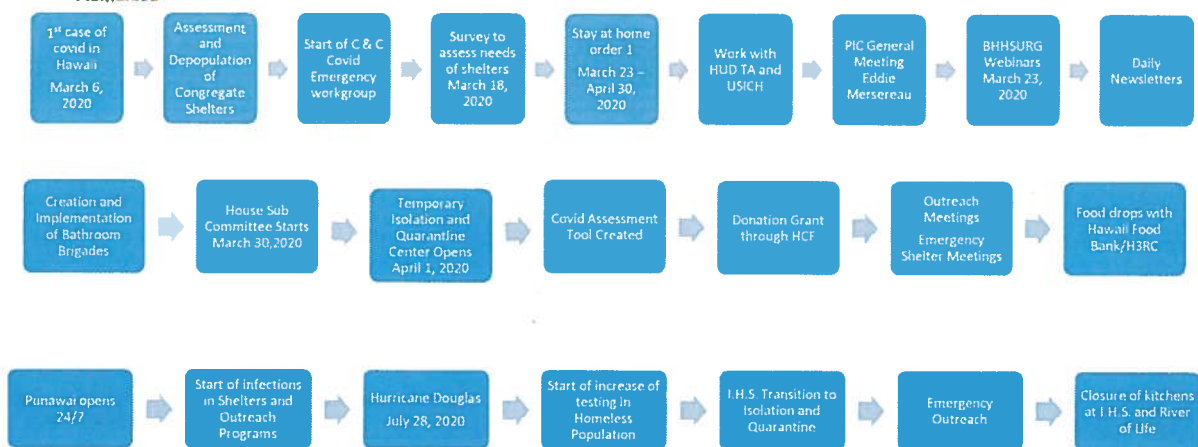 1st case of
covid in
Hawaii
March 6,
2020
Assessment
and
Depopulation
of
Congregate
Shelters
Start of C & C
Covid
Emergency
workgroup
Survey to
assess needs
of shelters
March 18,
2020
Stay at home
order 1
March 23 –
April 30, 2020
Work with
HUD TA and
USICH
PIC General
Meeting
Eddie
Mersereau
BHHSURG
Webinars
March 23,
2020
Daily
Newsletters
Creation and
Implementation
of Bathroom
Brigades
House Sub
Committee Starts
March 30,2020
Temporary
Isolation and
Quarantine
Center Opens
April 1, 2020
Covid Assessment
Tool Created
Donation Grant
through HCF
Outreach
Meetings
Emergency
Shelter Meetings
Food drops with
Hawaii Food
Bank/H3RC
Punawai opens
24/7
Start of infections
in Shelters and
Outreach
Programs
Hurricane Douglas
July 28, 2020
Start of increase of
testing in
Homeless
Population
I.H.S. Transition to
Isolation and
Quarantine
Emergency
Outreach
Closure of kitchens
at I.H.S. and River
of Life